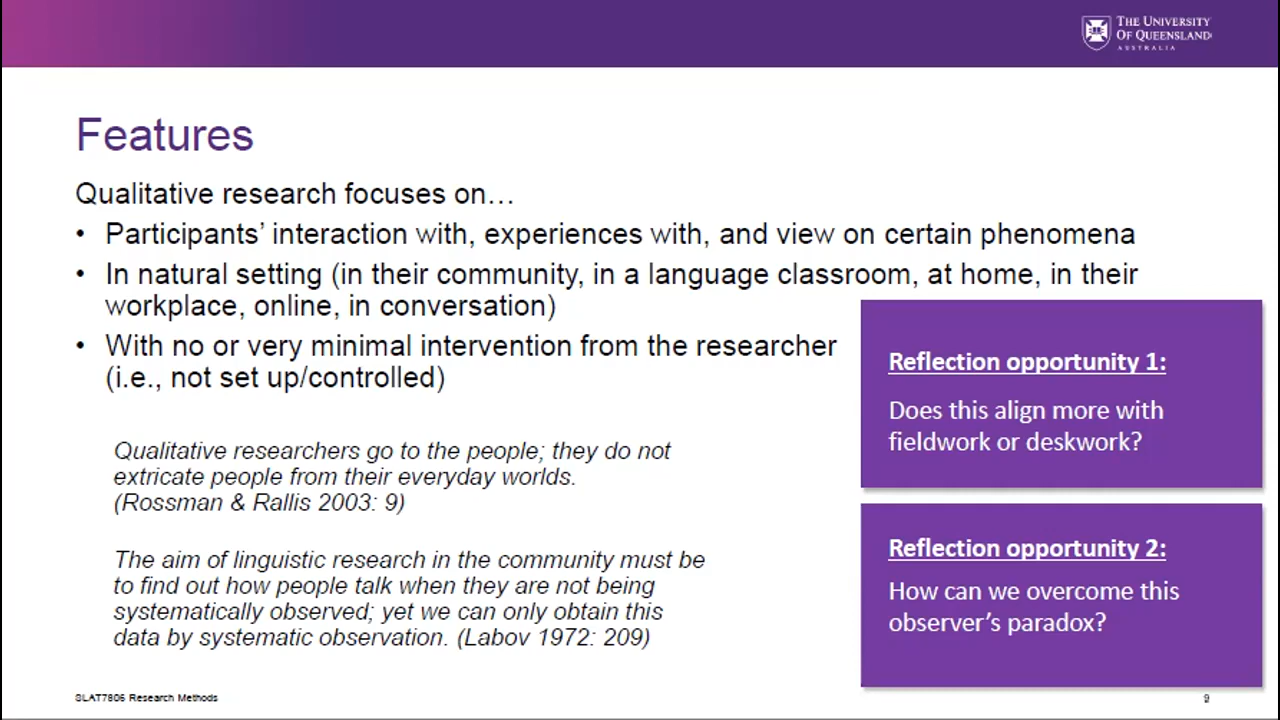 THE UNIVERSITY
OF QUEENSLAND
AUSTRALIA
Features
Qualitative research focuses on…
• Participants’ interaction with, experiences with, and view on certain phenomena
• In natural setting (in their community, in a language classroom, at home, in their
workplace, online, in conversation)
• With no or very minimal intervention from the researcher
(i.e., not set up/controlled)
Qualitative researchers go to the people; they do not
extricate people from their everyday worlds.
(Rossman & Rallis 2003: 9)
The aim of linguistic research in the community must be
to find out how people talk when they are not being
systematically observed; yet we can only obtain this
data by systematic observation. (Labov 1972: 209)
Reflection opportunity 1:
Does this align more with
fieldwork or deskwork?
Reflection opportunity 2:
How can we overcome this
observer’s paradox?
SLAT7806 Research Methods
9